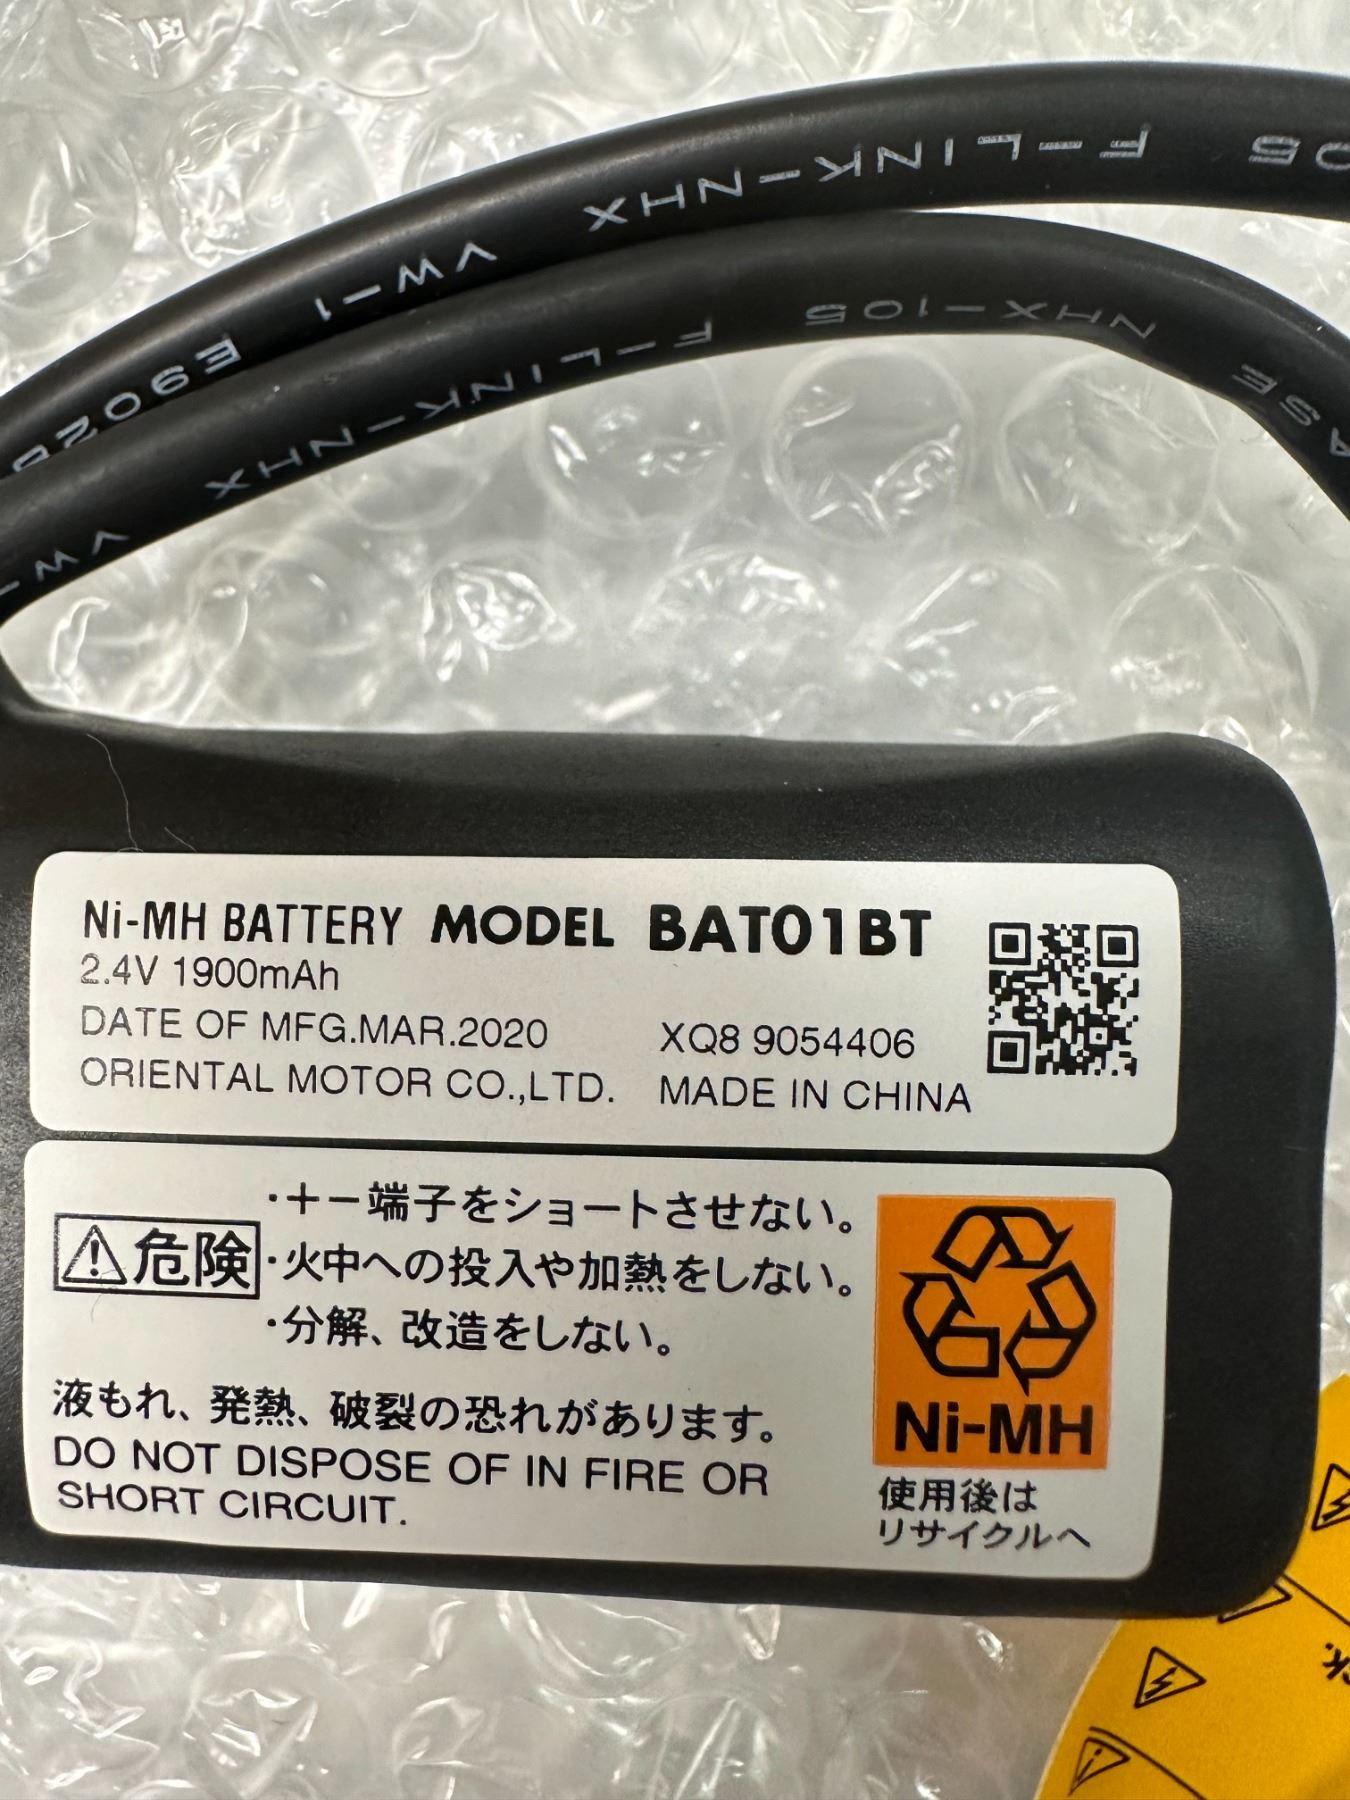 F-LINK-NHX VW-1
NHX-105 F-LINK-NHX
Ni-MH BATTERY MODEL BAT01BT
2.4V 1900mAh
DATE OF MFG.MAR.2020 XQ8 9054406
ORIENTAL MOTOR CO.,LTD. MADE IN CHINA
危険
・＋－端子をショートさせない。
・火中への投入や加熱をしない。
・分解、改造をしない。
液もれ、発熱、破裂の恐れがあります。
DO NOT DISPOSE OF IN FIRE OR
SHORT CIRCUIT.
Ni-MH
使用後は
リサイクルへ